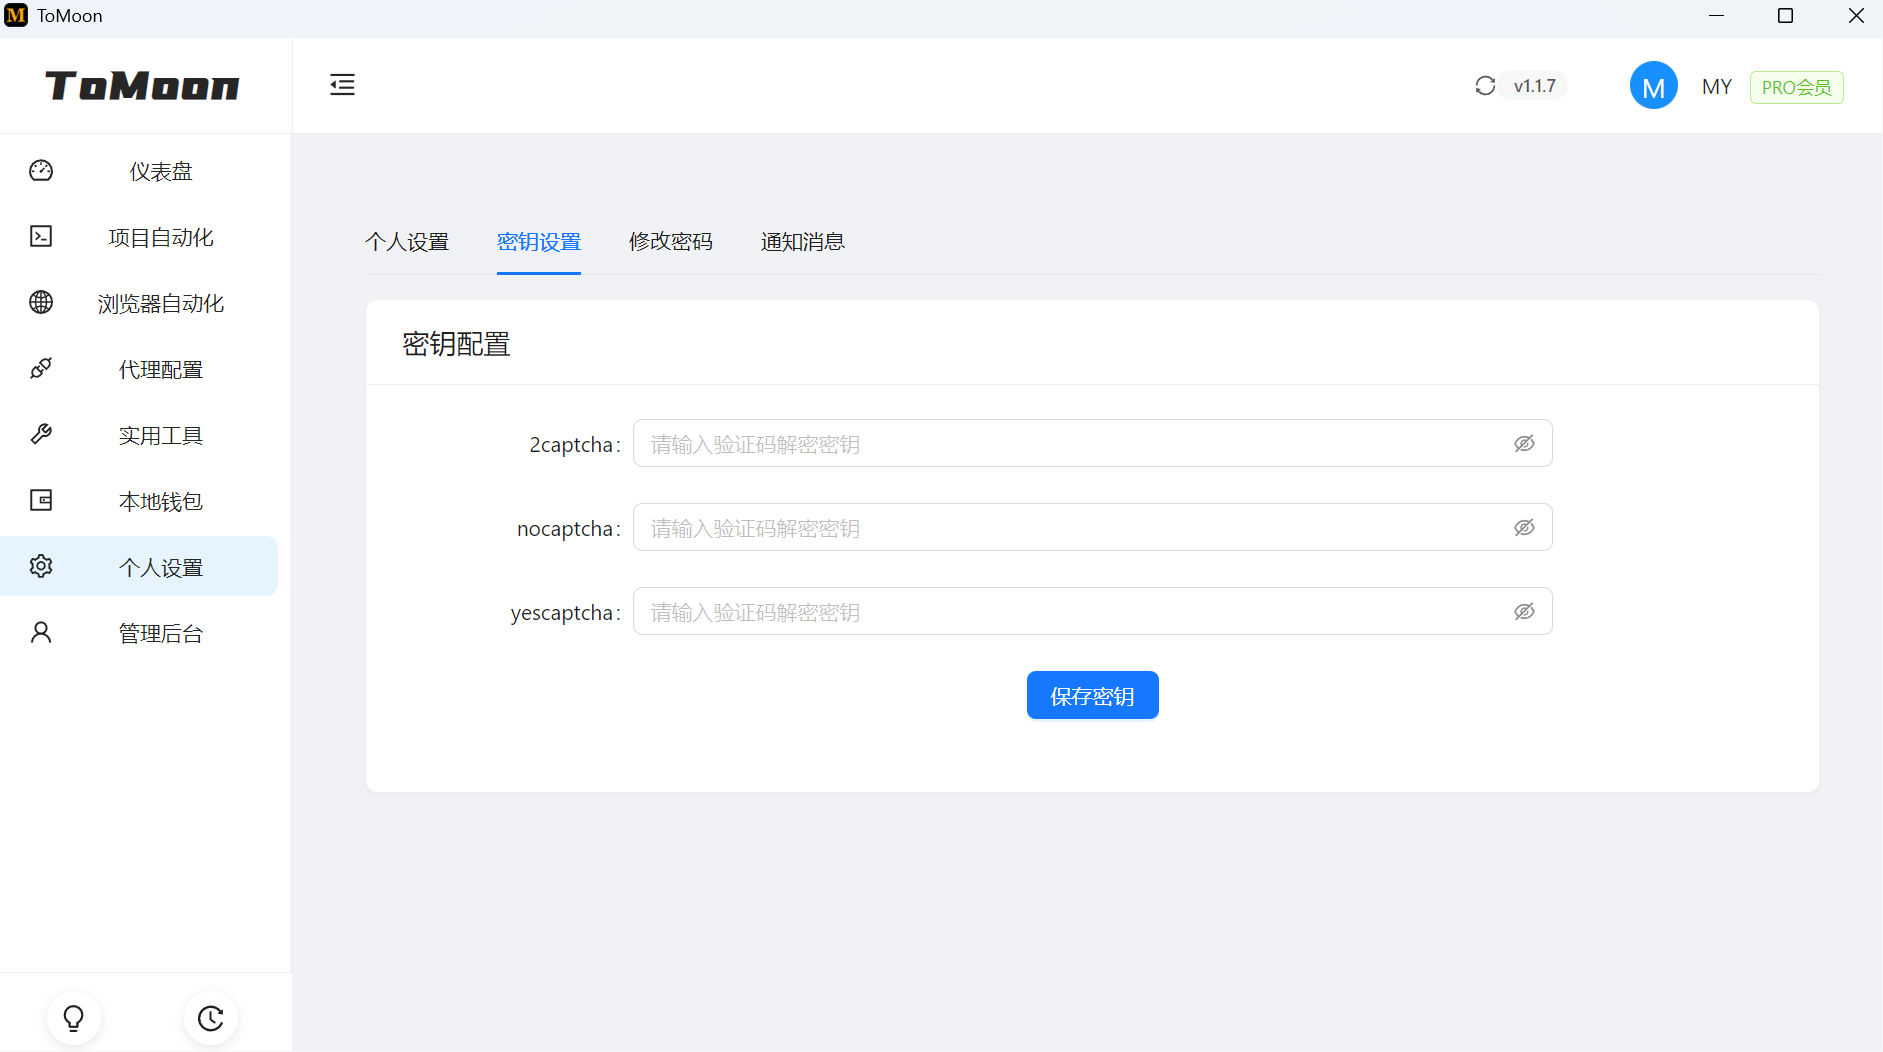 M ToMoon
ToMoon
v1.1.7
M MY PRO会员
仪表盘
项目自动化
浏览器自动化
代理配置
实用工具
本地钱包
个人设置
管理后台
个人设置 密钥设置 修改密码 通知消息
密钥配置
2captcha: 请输入验证码解密密钥
nocaptcha: 请输入验证码解密密钥
yescaptcha: 请输入验证码解密密钥
保存密钥